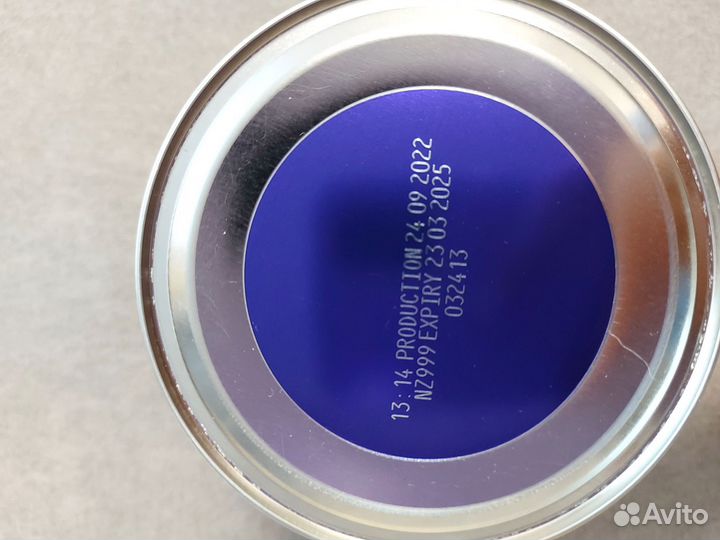 13:14 PRODUCTION 24 09 2022
NZ999 EXPIRY 23 03 2025
032413
Avito